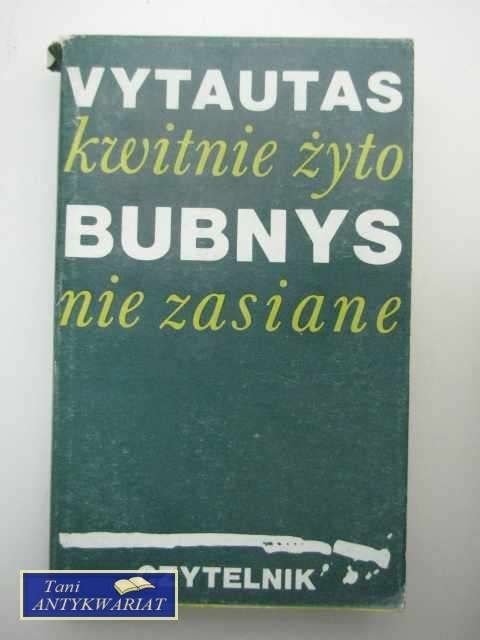 VYTAUTAS
kwitnie żyto
BUBNYS
nie zasiane
CZYTELNIK
Tani
ANTYKWARIAT